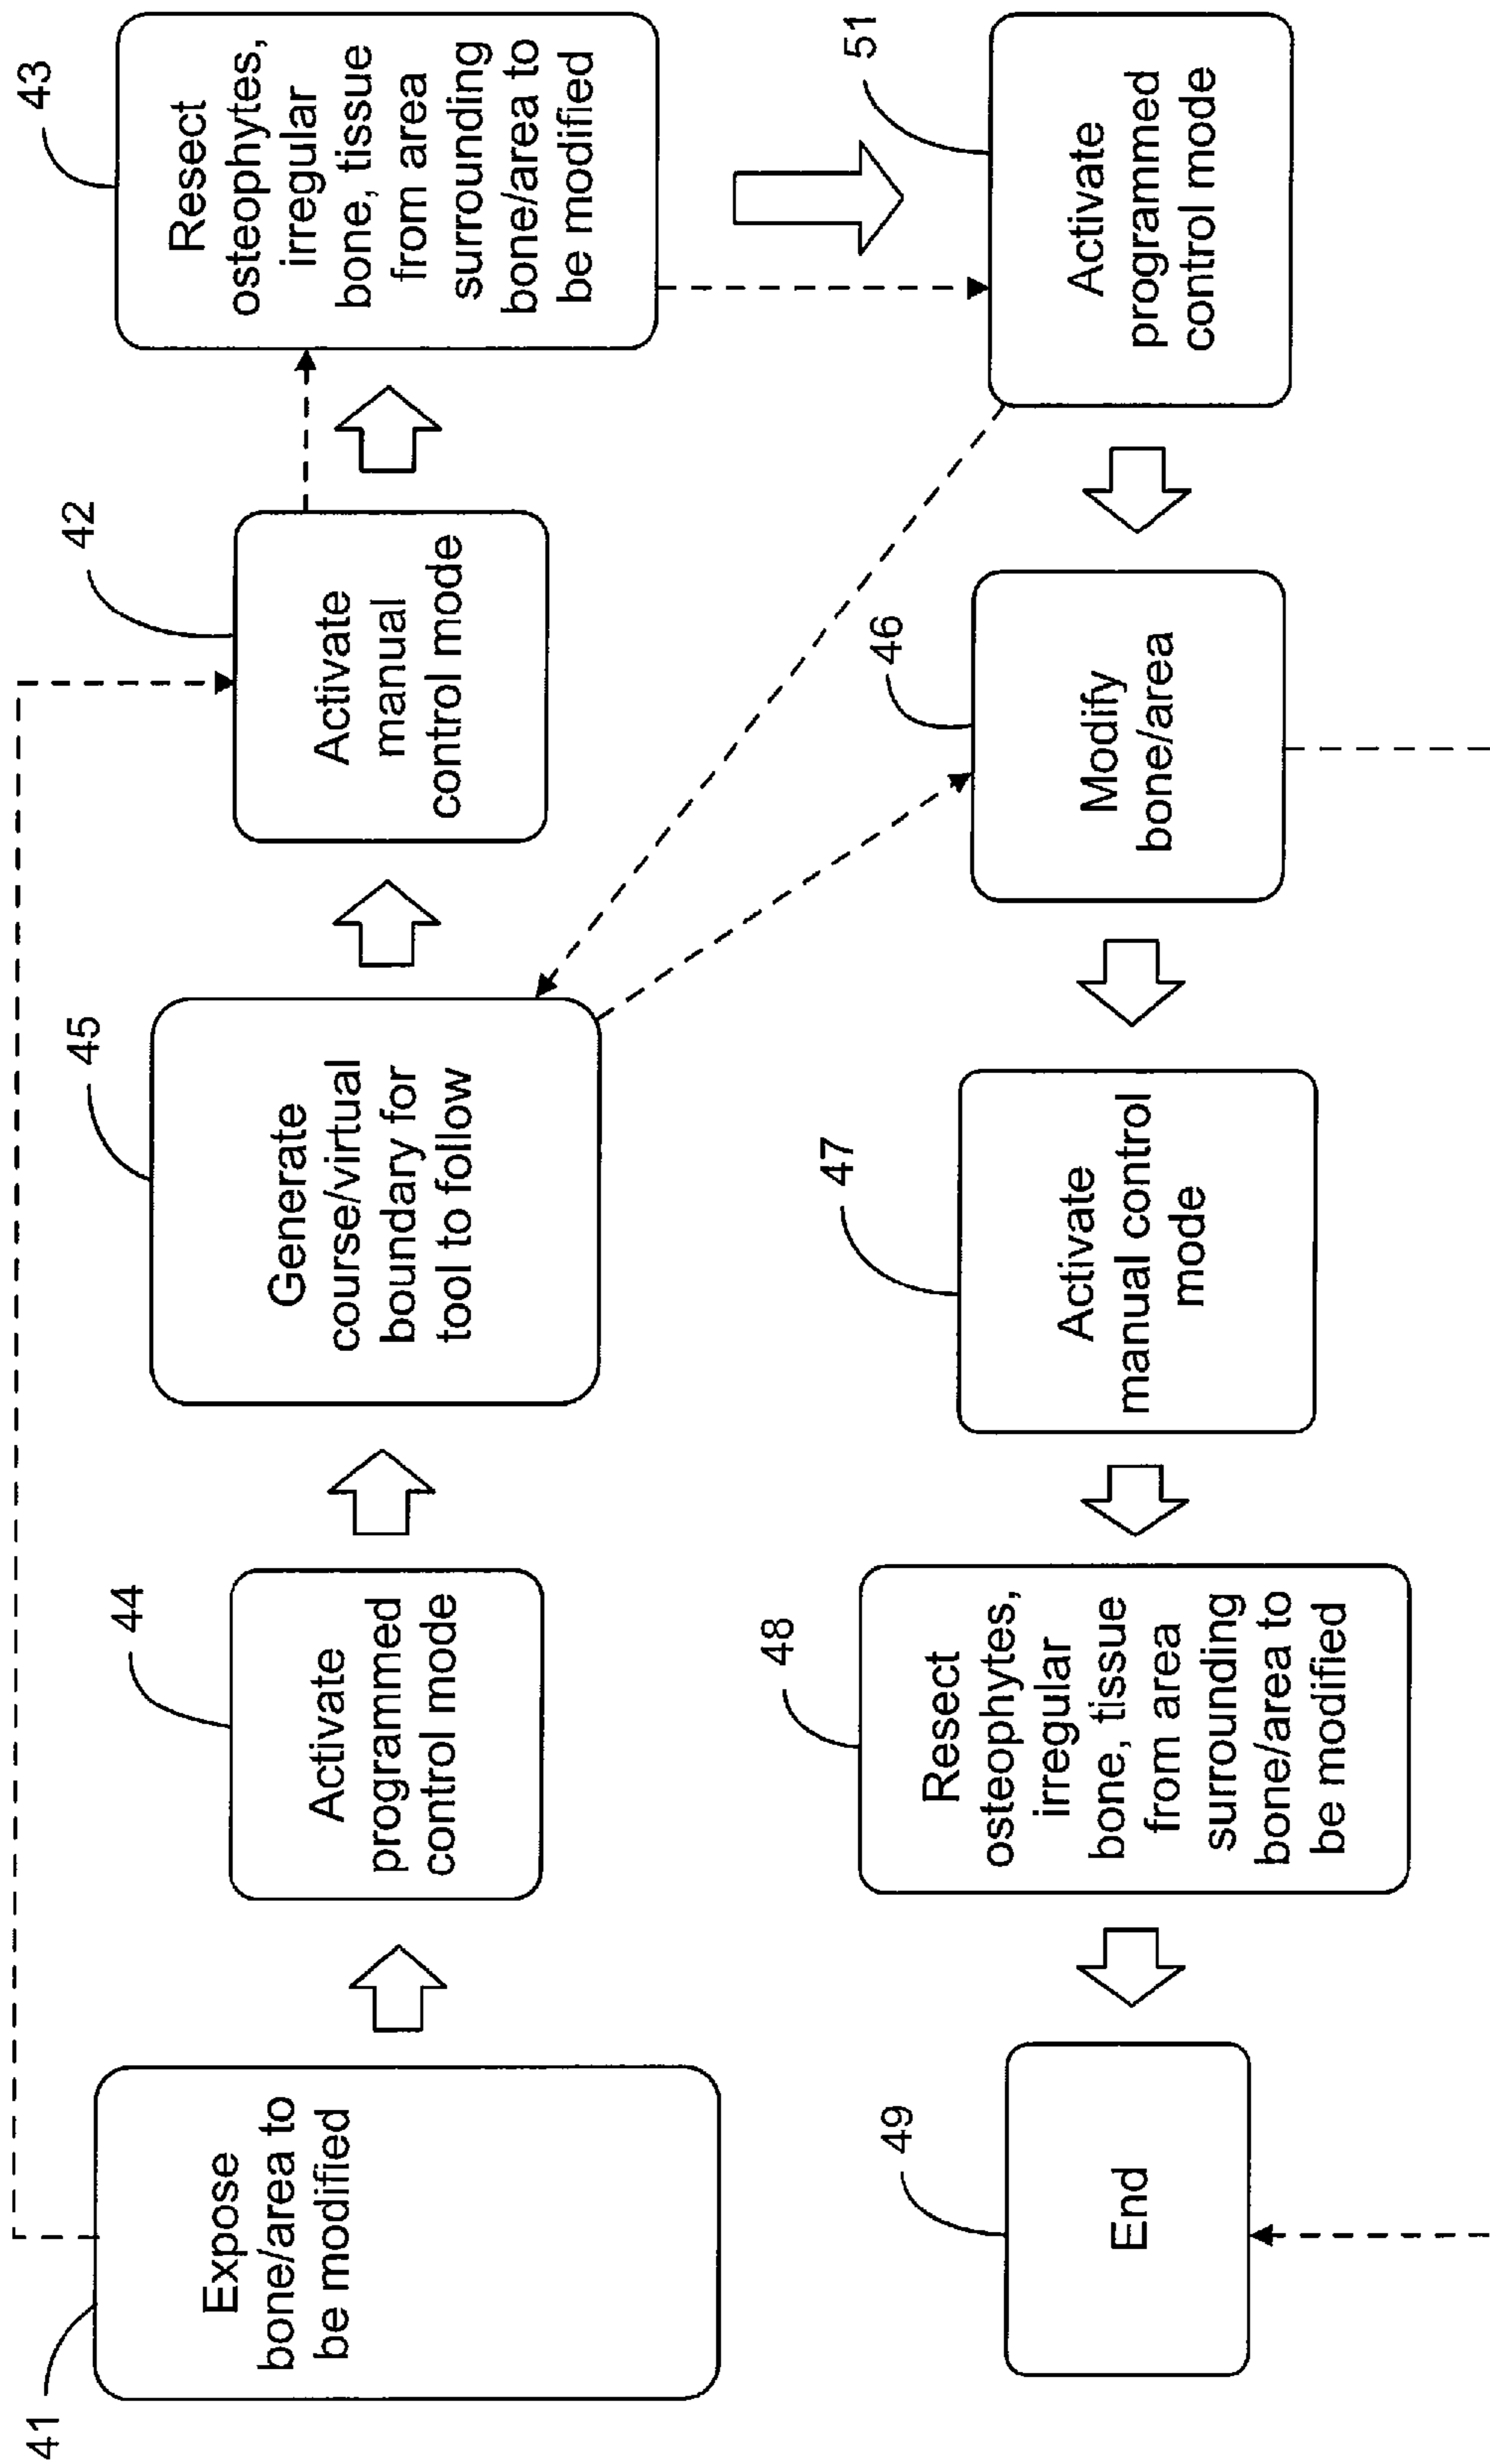 41
Expose
bone/area to
be modified
44
Activate
programmed
control mode
45
Generate
course/virtual
boundary for
tool to follow
42
Activate
manual
control mode
43
Resect
osteophytes,
irregular
bone, tissue
from area
surrounding
bone/area to
be modified
51
Activate
programmed
control mode
46
Modify
bone/area
47
Activate
manual control
mode
48
Resect
osteophytes,
irregular
bone, tissue
from area
surrounding
bone/area to
be modified
49
End